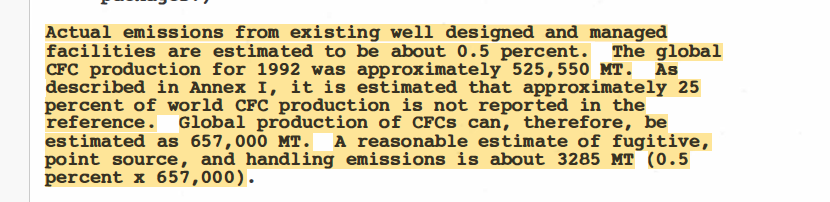 Actual emissions from existing well designed and managed
facilities are estimated to be about 0.5 percent.  The global
CFC production for 1992 was approximately 525,550 MT.  As
described in Annex I, it is estimated that approximately 25
percent of world CFC production is not reported in the
reference.  Global production of CFCs can, therefore, be
estimated as 657,000 MT.  A reasonable estimate of fugitive,
point source, and handling emissions is about 3285 MT (0.5
percent x 657,000).